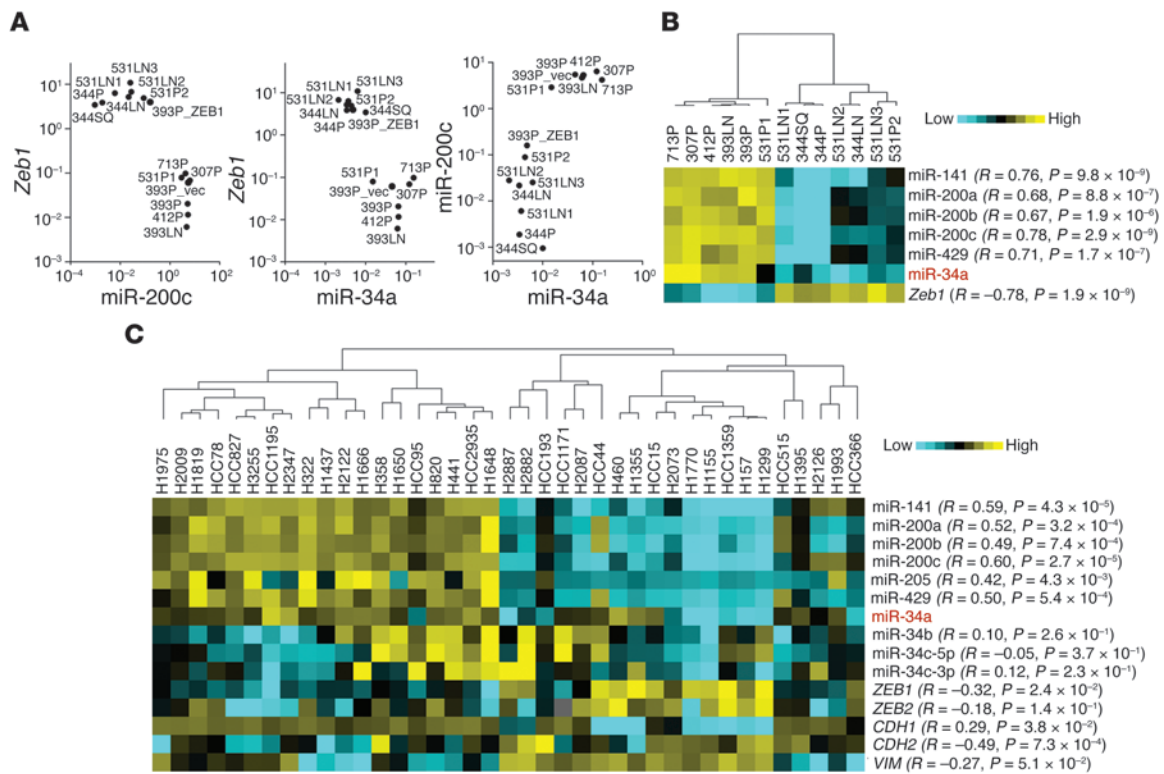 A
Zeb1
10²
10¹
10⁰
10⁻¹
10⁻²
10⁻³
531LN3
531LN1
531LN2
344P
531P2
344LN
393P_ZEB1
344SQ
713P
531P1
307P
393P_vec
393P
412P
393LN
10⁻⁴ 10⁻² 10⁰ 10²
miR-200c
Zeb1
10²
10¹
10⁰
10⁻¹
10⁻²
10⁻³
531LN1
531LN3
531LN2
531P2
344LN
344SQ
344P
393P_ZEB1
531P1
713P
393P_vec
307P
393P
412P
393LN
10⁻⁴ 10⁻³ 10⁻² 10⁻¹ 10⁰
miR-34a
miR-200c
10¹
10⁰
10⁻¹
10⁻²
10⁻³
393P
412P
393P_vec
307P
531P1
393LN
713P
393P_ZEB1
531P2
531LN2
531LN3
344LN
531LN1
344P
344SQ
10⁻³ 10⁻² 10⁻¹ 10⁰
miR-34a
B
Low High
713P
307P
412P
393LN
393P
531P1
531LN1
344SQ
344P
531LN2
344LN
531LN3
531P2
miR-141 (R = 0.76, P = 9.8 × 10⁻⁹)
miR-200a (R = 0.68, P = 8.8 × 10⁻⁷)
miR-200b (R = 0.67, P = 1.9 × 10⁻⁶)
miR-200c (R = 0.78, P = 2.9 × 10⁻⁹)
miR-429 (R = 0.71, P = 1.7 × 10⁻⁷)
miR-34a
Zeb1 (R = –0.78, P = 1.9 × 10⁻⁹)
C
Low High
H1975
H2009
H1819
HCC78
HCC827
H3255
HCC1195
H2347
H322
H1437
H2122
H1666
H358
H1650
HCC95
H820
H441
HCC2935
H1648
H2887
H2882
HCC193
HCC1171
H2087
HCC44
H460
H1355
HCC15
H2073
H1770
H1155
HCC1359
H157
H1299
HCC515
H1395
H2126
H1993
HCC366
miR-141 (R = 0.59, P = 4.3 × 10⁻⁵)
miR-200a (R = 0.52, P = 3.2 × 10⁻⁴)
miR-200b (R = 0.49, P = 7.4 × 10⁻⁴)
miR-200c (R = 0.60, P = 2.7 × 10⁻⁵)
miR-205 (R = 0.42, P = 4.3 × 10⁻³)
miR-429 (R = 0.50, P = 5.4 × 10⁻⁴)
miR-34a
miR-34b (R = 0.10, P = 2.6 × 10⁻¹)
miR-34c-5p (R = –0.05, P = 3.7 × 10⁻¹)
miR-34c-3p (R = 0.12, P = 2.3 × 10⁻¹)
ZEB1 (R = –0.32, P = 2.4 × 10⁻²)
ZEB2 (R = –0.18, P = 1.4 × 10⁻¹)
CDH1 (R = 0.29, P = 3.8 × 10⁻²)
CDH2 (R = –0.49, P = 7.3 × 10⁻⁴)
VIM (R = –0.27, P = 5.1 × 10⁻²)